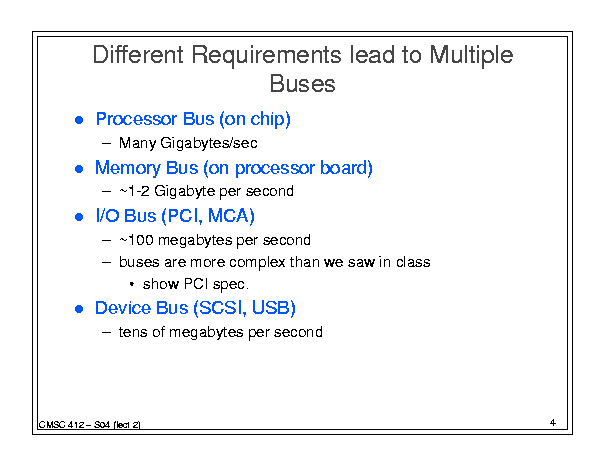 Different Requirements lead to Multiple
Buses
● Processor Bus (on chip)
– Many Gigabytes/sec
● Memory Bus (on processor board)
– ~1-2 Gigabyte per second
● I/O Bus (PCI, MCA)
– ~100 megabytes per second
– buses are more complex than we saw in class
• show PCI spec.
● Device Bus (SCSI, USB)
– tens of megabytes per second
CMSC 412 – S04 (lect 2)
4